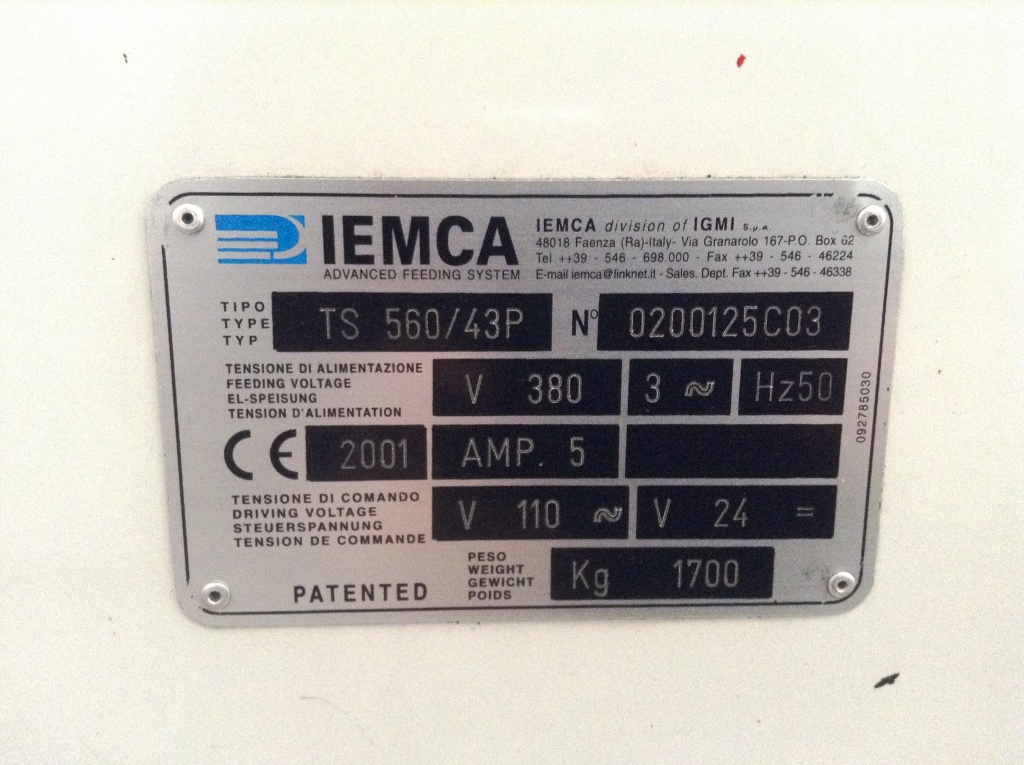 IEMCA
ADVANCED FEEDING SYSTEM
IEMCA division of IGMI S.p.A.
48018 Faenza (Ra)-Italy- Via Granarolo 167-P.O. Box 62
Tel ++39 - 546 - 698.000 - Fax ++39 - 546 - 46224
E-mail iemca@linknet.it - Sales. Dept. Fax ++39 - 546 - 46338
TIPO
TYPE
TYP
TS 560/43P
N° 0200125C03
TENSIONE DI ALIMENTAZIONE
FEEDING VOLTAGE
EL-SPEISUNG
TENSION D'ALIMENTATION
V 380
3 ~
Hz50
092785030
CE 2001
AMP. 5
TENSIONE DI COMANDO
DRIVING VOLTAGE
STEUERSPANNUNG
TENSION DE COMMANDE
V 110 ~
V 24 =
PATENTED
PESO
WEIGHT
GEWICHT
POIDS
Kg 1700